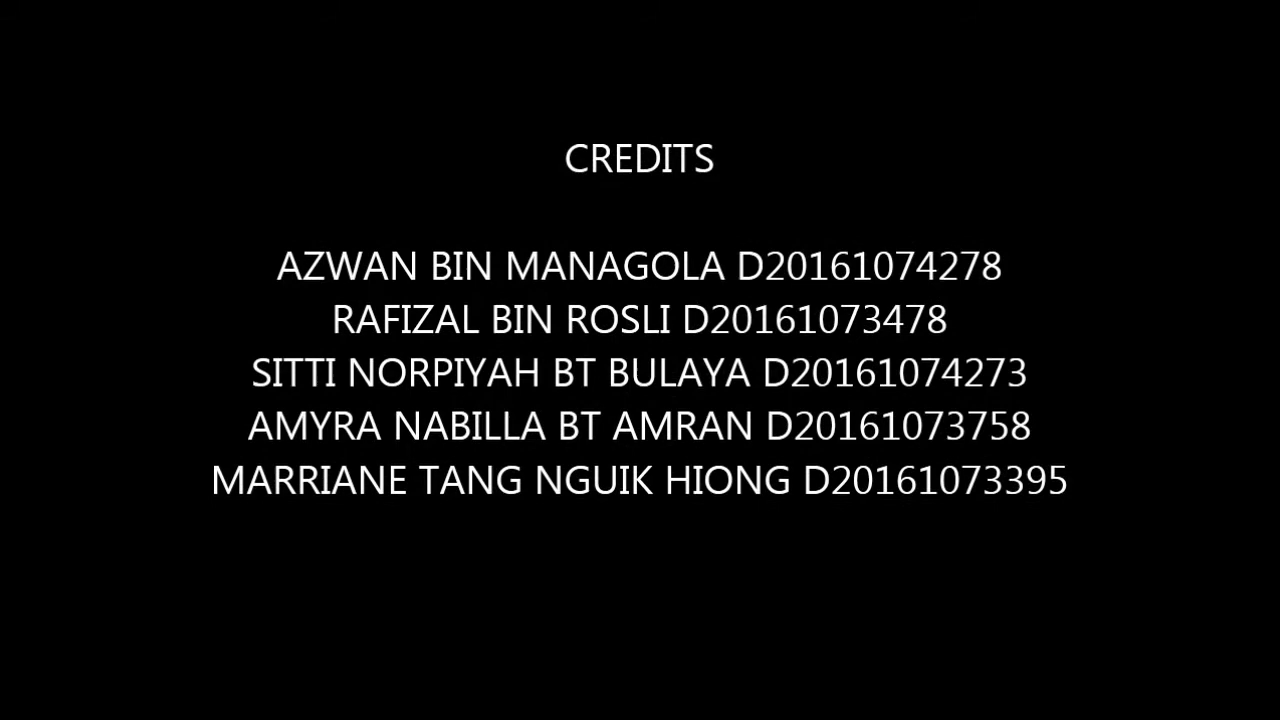 CREDITS
AZWAN BIN MANAGOLA D20161074278
RAFIZAL BIN ROSLI D20161073478
SITTI NORPIYAH BT BULAYA D20161074273
AMYRA NABILLA BT AMRAN D20161073758
MARRIANE TANG NGUIK HIONG D20161073395